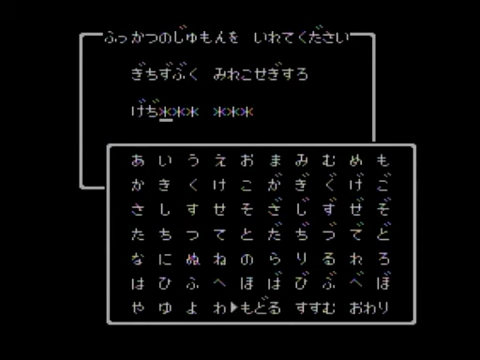 ふっかつのじゅもんを いれてください
ぎちずぶく みれこせぎすろ
げぢ*** ***
あ い う え お ま み む め も
か き く け こ が ぎ ぐ げ ご
さ し す せ そ ざ じ ず ぜ ぞ
た ち つ て と だ ぢ づ で ど
な に ぬ ね の ら り る れ ろ
は ひ ふ へ ほ ば び ぶ べ ぼ
や ゆ よ わ▶もどる すすむ おわり